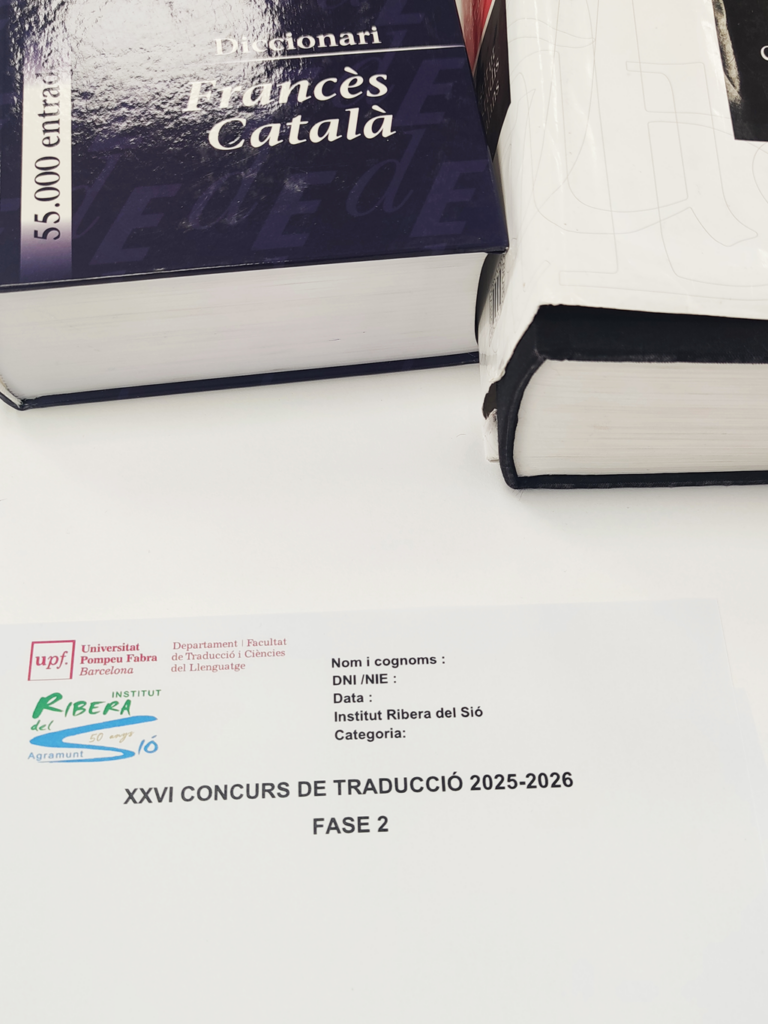 Diccionari
Francès
Català
55.000 entrad
upf.
Universitat
Pompeu Fabra
Barcelona
Departament | Facultat
de Traducció i Ciències
del Llenguatge
INSTITUT
RIBERA
del
SIÓ
50 anys
Agramunt
Nom i cognoms :
DNI /NIE :
Data :
Institut Ribera del Sió
Categoria:
XXVI CONCURS DE TRADUCCIÓ 2025-2026
FASE 2